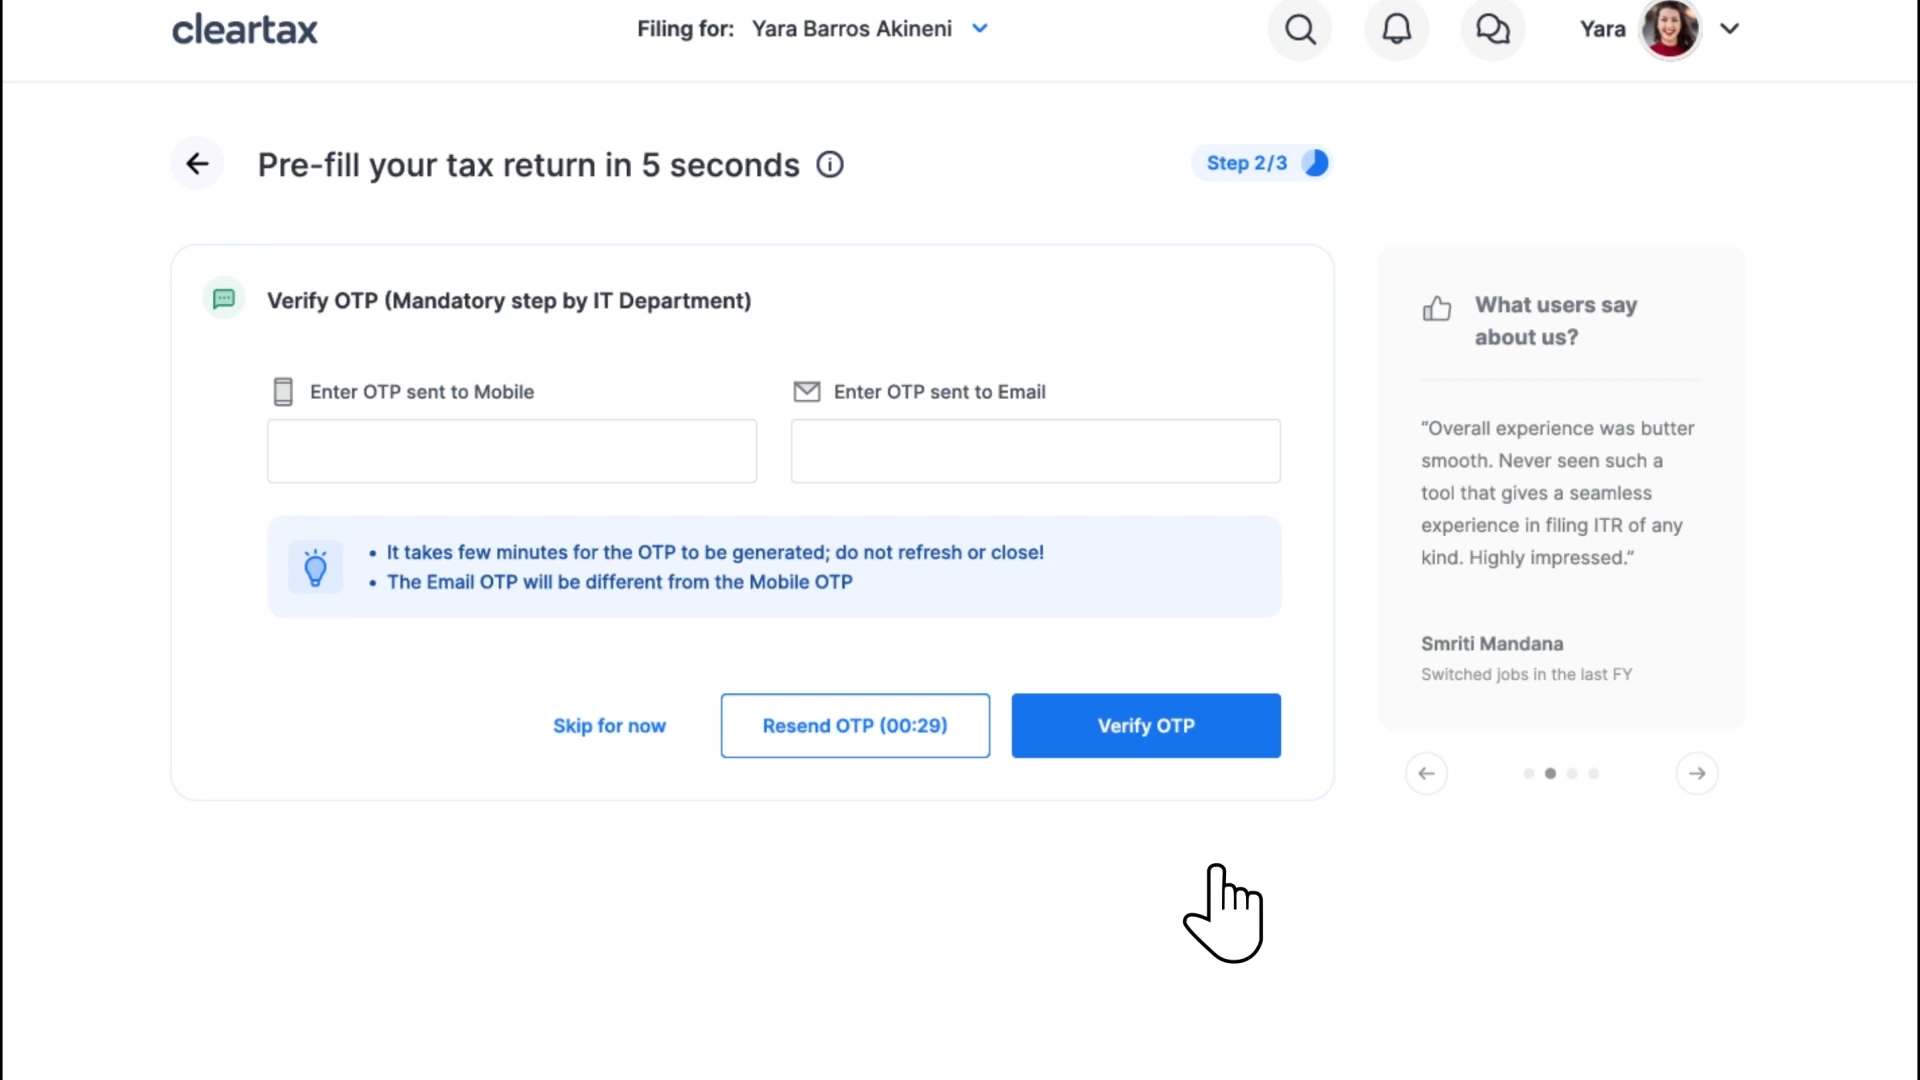 cleartax
Filing for: Yara Barros Akineni
Yara
Pre-fill your tax return in 5 seconds
Step 2/3
Verify OTP (Mandatory step by IT Department)
Enter OTP sent to Mobile
Enter OTP sent to Email
• It takes few minutes for the OTP to be generated; do not refresh or close!
• The Email OTP will be different from the Mobile OTP
Skip for now
Resend OTP (00:29)
Verify OTP
What users say
about us?
“Overall experience was butter
smooth. Never seen such a
tool that gives a seamless
experience in filing ITR of any
kind. Highly impressed.”
Smriti Mandana
Switched jobs in the last FY